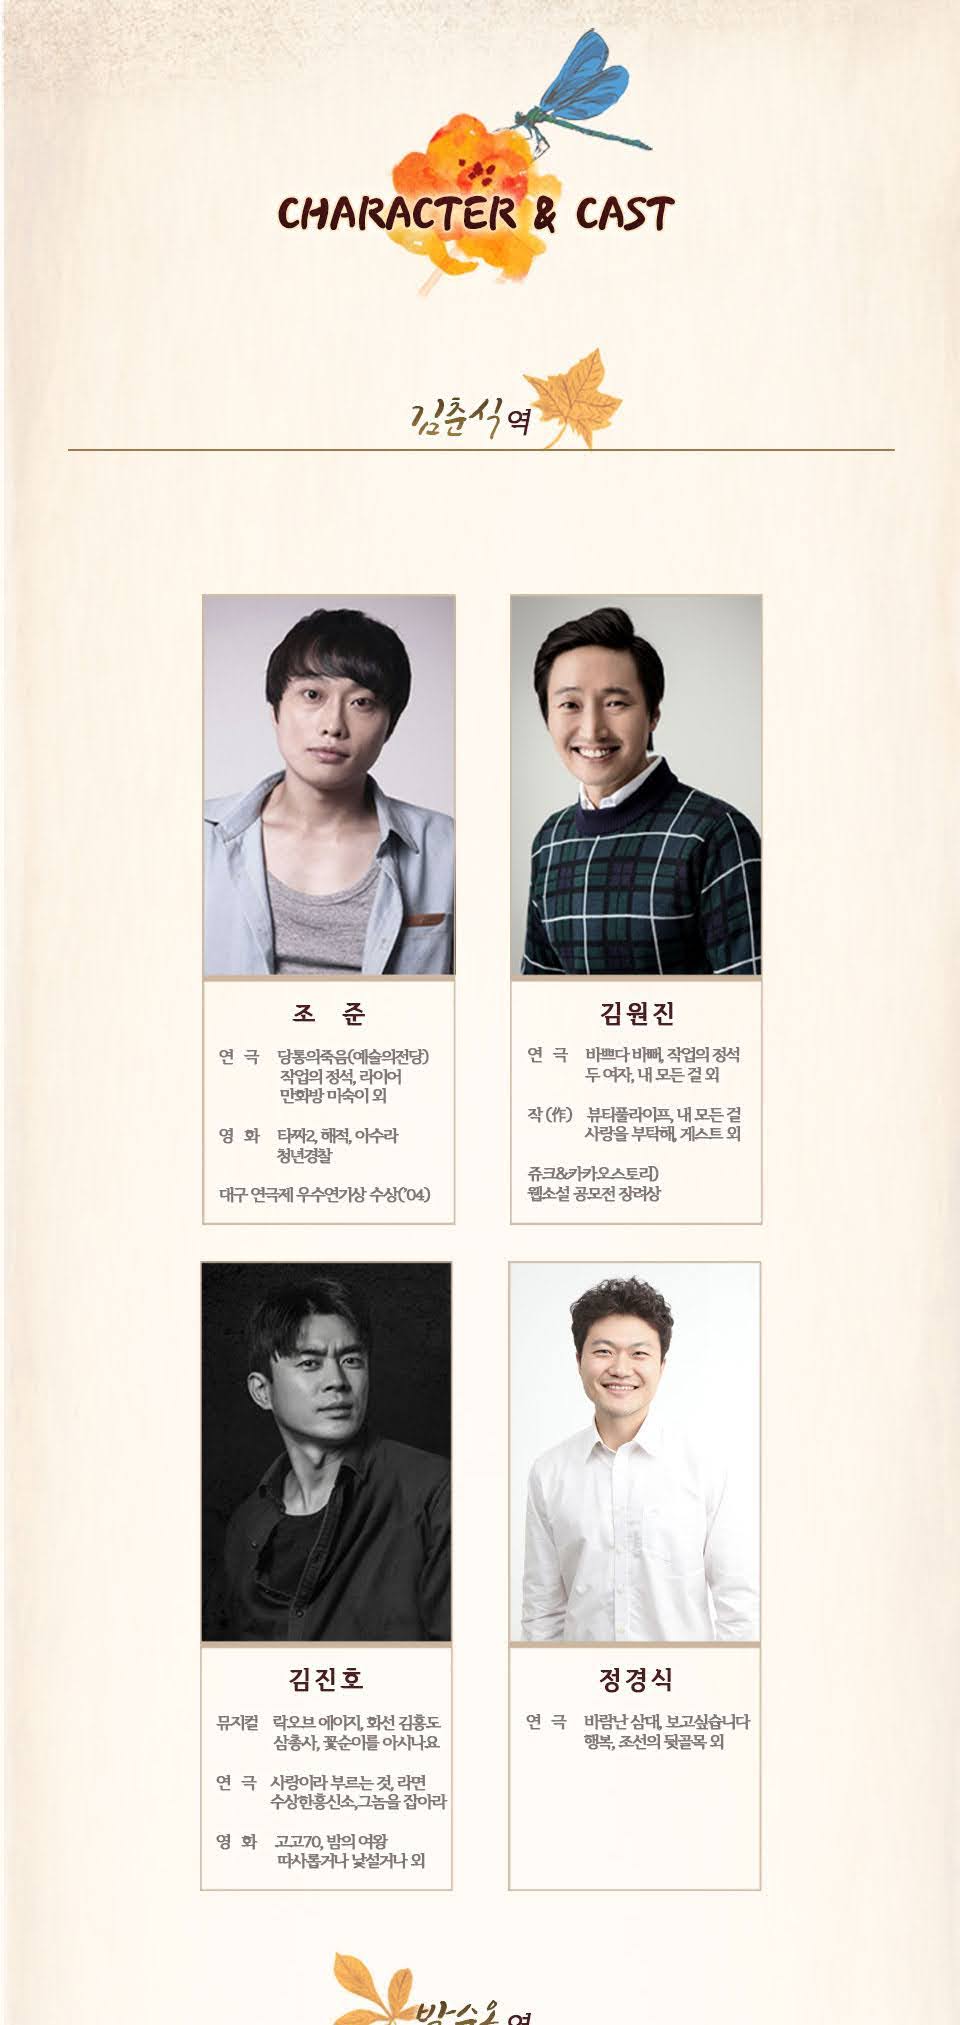 CHARACTER & CAST
김춘식 역
조 준
연 극 당통의죽음(예술의전당)
작업의 정석, 라이어
만화방 미숙이 외
영 화 타짜2, 해적, 아수라
청년경찰
대구 연극제 우수연기상 수상('04)
김원진
연 극 바쁘다 바뻐, 작업의 정석
두 여자, 내 모든 걸 외
작 (作) 뷰티풀라이프, 내 모든 걸
사랑을 부탁해, 게스트 외
쥬크&카카오스토리)
웹소설 공모전 장려상
김진호
뮤지컬 락오브 에이지, 화선 김홍도
삼총사, 꽃순이를 아시나요
연 극 사랑이라 부르는 것, 라면
수상한흥신소,그놈을 잡아라
영 화 고고70, 밤의 여왕
따사롭거나 낯설거나 외
정경식
연 극 바람난 삼대, 보고싶습니다
행복, 조선의 뒷골목 외
역